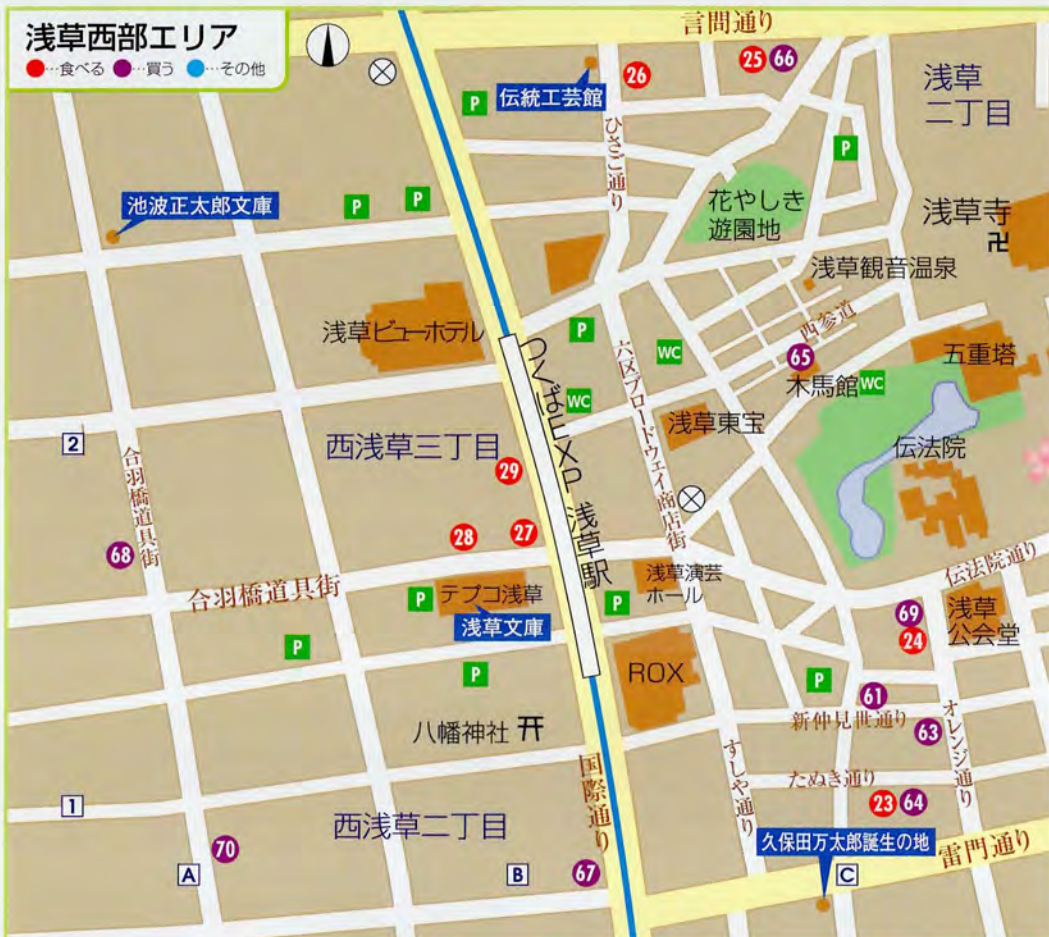 浅草西部エリア
●…食べる ●…買う ●…その他
言問通り
25
66
浅草
二丁目
26
伝統工芸館
P
ひさご通り
P
池波正太郎文庫
P
P
花やしき
遊園地
浅草寺
卍
浅草観音温泉
浅草ビューホテル
P
WC
西参道
65
木馬館
WC
五重塔
つくばEXP 浅草駅
WC
六区ブロードウェイ商店街
浅草東宝
伝法院
2
西浅草三丁目
合羽橋道具街
29
68
28
27
合羽橋道具街
テプコ浅草
浅草文庫
P
P
浅草演芸
ホール
伝法院通り
69
24
浅草
公会堂
P
P
ROX
P
61
新仲見世通り
63
オレンジ通り
八幡神社
国際通り
すしや通り
たぬき通り
23
64
1
西浅草二丁目
70
A
B
67
久保田万太郎誕生の地
C
雷門通り